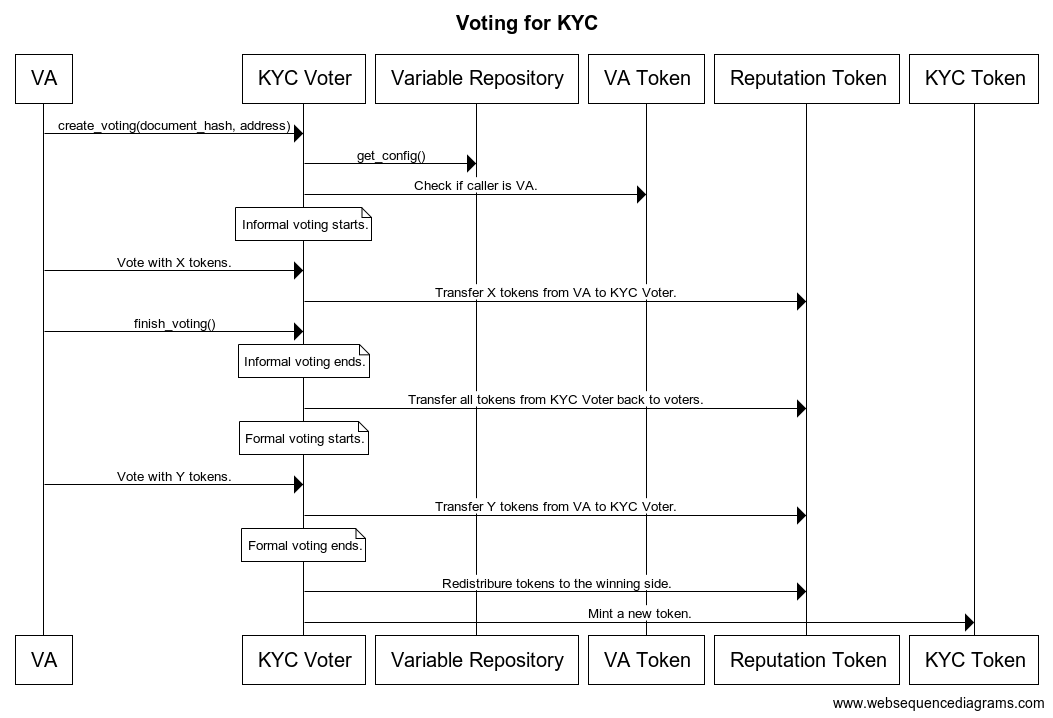 Voting for KYC
VA
KYC Voter
Variable Repository
VA Token
Reputation Token
KYC Token
create_voting(document_hash, address)
get_config()
Check if caller is VA.
Informal voting starts.
Vote with X tokens.
Transfer X tokens from VA to KYC Voter.
finish_voting()
Informal voting ends.
Transfer all tokens from KYC Voter back to voters.
Formal voting starts.
Vote with Y tokens.
Transfer Y tokens from VA to KYC Voter.
Formal voting ends.
Redistribure tokens to the winning side.
Mint a new token.
VA
KYC Voter
Variable Repository
VA Token
Reputation Token
KYC Token
www.websequencediagrams.com